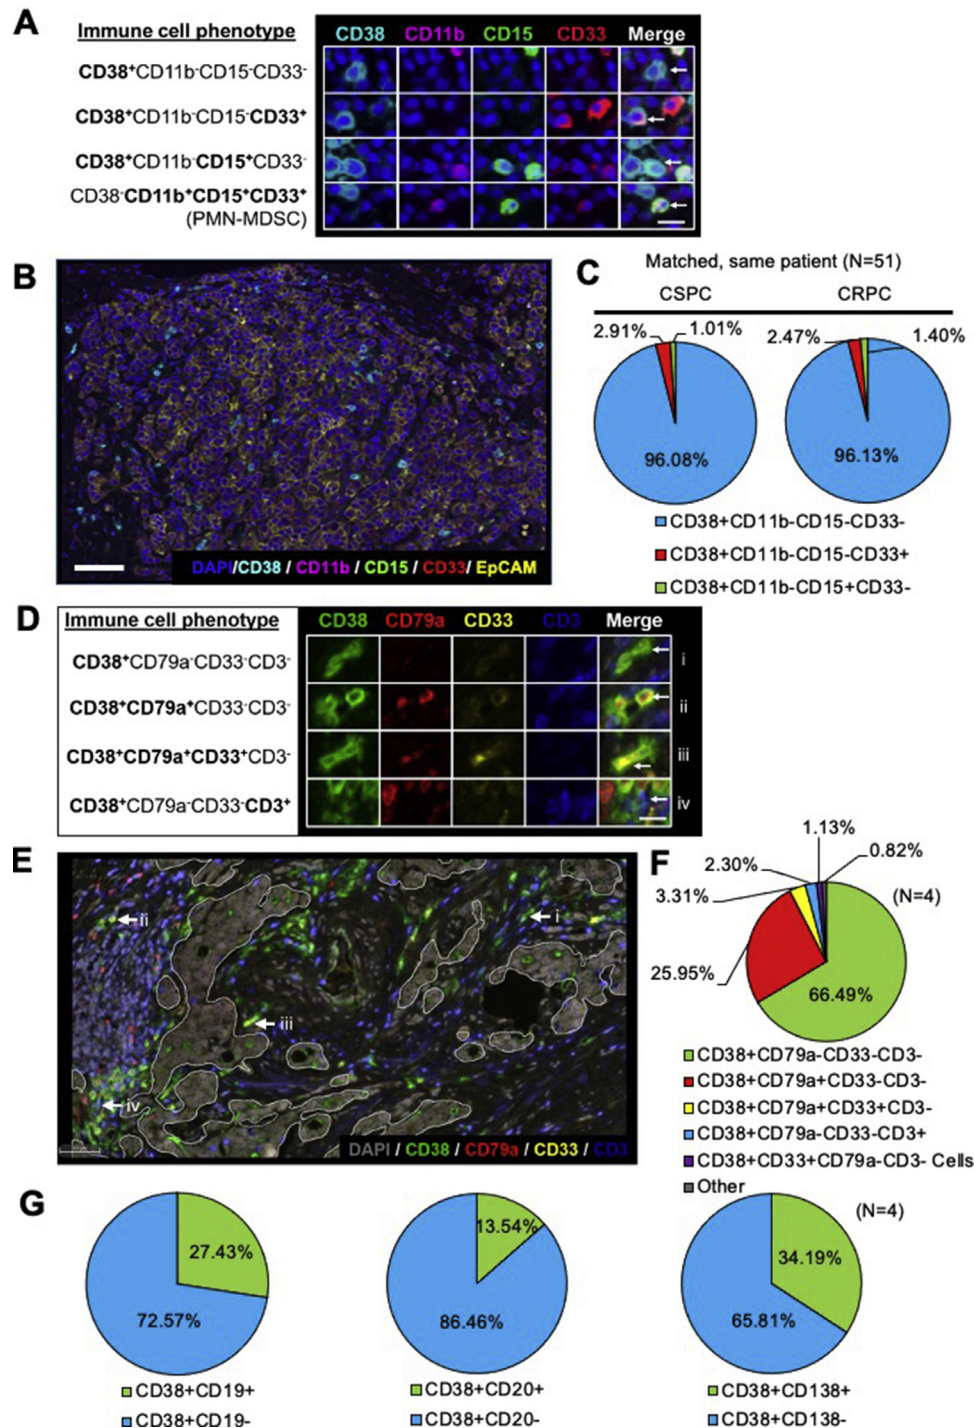 A
Immune cell phenotype
CD38 CD11b CD15 CD33 Merge
CD38⁺CD11b⁻CD15⁻CD33⁻
CD38⁺CD11b⁻CD15⁻CD33⁺
CD38⁺CD11b⁻CD15⁺CD33⁻
CD38⁻CD11b⁺CD15⁺CD33⁺
(PMN-MDSC)
B
DAPI/CD38 / CD11b / CD15 / CD33/ EpCAM
C
Matched, same patient (N=51)
CSPC CRPC
2.91% 1.01% 2.47% 1.40%
96.08% 96.13%
CD38+CD11b-CD15-CD33-
CD38+CD11b-CD15-CD33+
CD38+CD11b-CD15+CD33-
D
Immune cell phenotype
CD38 CD79a CD33 CD3 Merge
CD38⁺CD79a⁻CD33⁻CD3⁻ i
CD38⁺CD79a⁺CD33⁻CD3⁻ ii
CD38⁺CD79a⁺CD33⁺CD3⁻ iii
CD38⁺CD79a⁻CD33⁻CD3⁺ iv
E
ii
i
iii
iv
DAPI / CD38 / CD79a / CD33 / CD3
F
1.13%
2.30% 0.82%
3.31% (N=4)
25.95%
66.49%
CD38+CD79a-CD33-CD3-
CD38+CD79a+CD33-CD3-
CD38+CD79a+CD33+CD3-
CD38+CD79a-CD33-CD3+
CD38+CD33+CD79a-CD3- Cells
Other
G
(N=4)
27.43% 13.54% 34.19%
72.57% 86.46% 65.81%
CD38+CD19+ CD38+CD20+ CD38+CD138+
CD38+CD19- CD38+CD20- CD38+CD138-